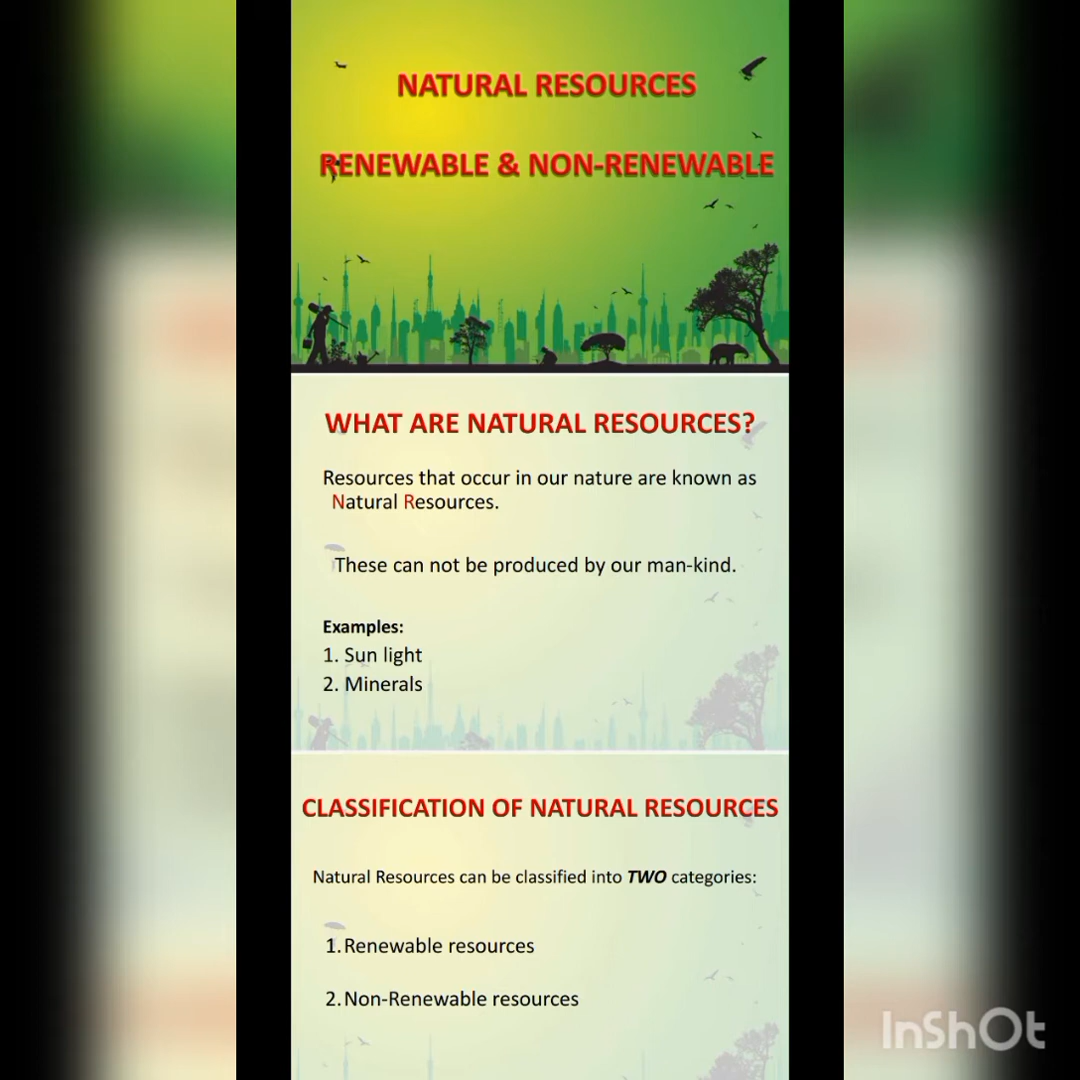 NATURAL RESOURCES
RENEWABLE & NON-RENEWABLE
WHAT ARE NATURAL RESOURCES?
Resources that occur in our nature are known as
Natural Resources.
These can not be produced by our man-kind.
Examples:
1. Sun light
2. Minerals
CLASSIFICATION OF NATURAL RESOURCES
Natural Resources can be classified into TWO categories:
1. Renewable resources
2. Non-Renewable resources
InShOt